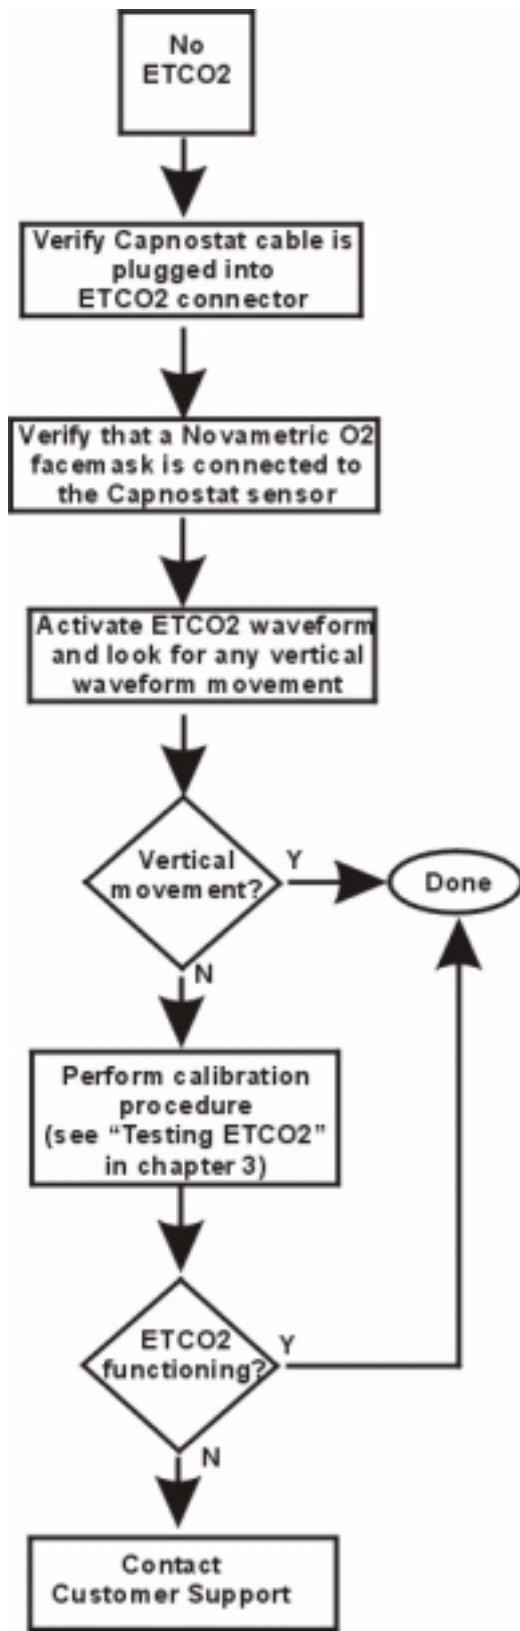 No
ETCO2
Verify Capnostat cable is
plugged into
ETCO2 connector
Verify that a Novametric O2
facemask is connected to
the Capnostat sensor
Activate ETCO2 waveform
and look for any vertical
waveform movement
Vertical
movement?
Y
Done
N
Perform calibration
procedure
(see “Testing ETCO2”
in chapter 3)
ETCO2
functioning?
Y
N
Contact
Customer Support